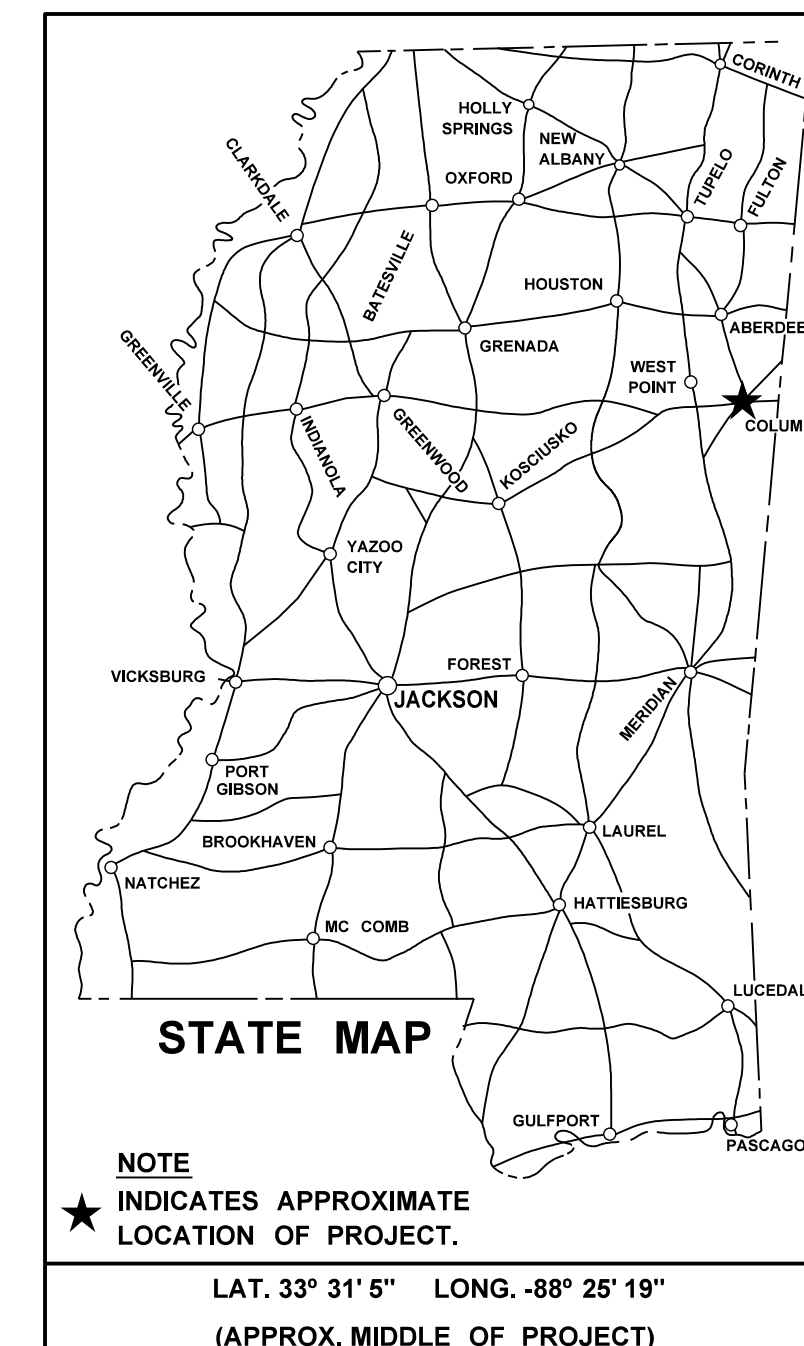 CORINTH
HOLLY
SPRINGS
NEW
ALBANY
CLARKDALE
OXFORD
TUPELO
FULTON
BATESVILLE
HOUSTON
ABERDEE
GRENADA
GREENVILLE
WEST
POINT
COLUM
INDIANOLA
GREENWOOD
KOSCIUSKO
YAZOO
CITY
VICKSBURG
FOREST
JACKSON
MERIDIAN
PORT
GIBSON
BROOKHAVEN
LAUREL
NATCHEZ
HATTIESBURG
MC COMB
LUCEDAL
STATE MAP
GULFPORT
PASCAGO
NOTE
INDICATES APPROXIMATE
LOCATION OF PROJECT.
LAT. 33º 31' 5" LONG. -88º 25' 19"
(APPROX. MIDDLE OF PROJECT)